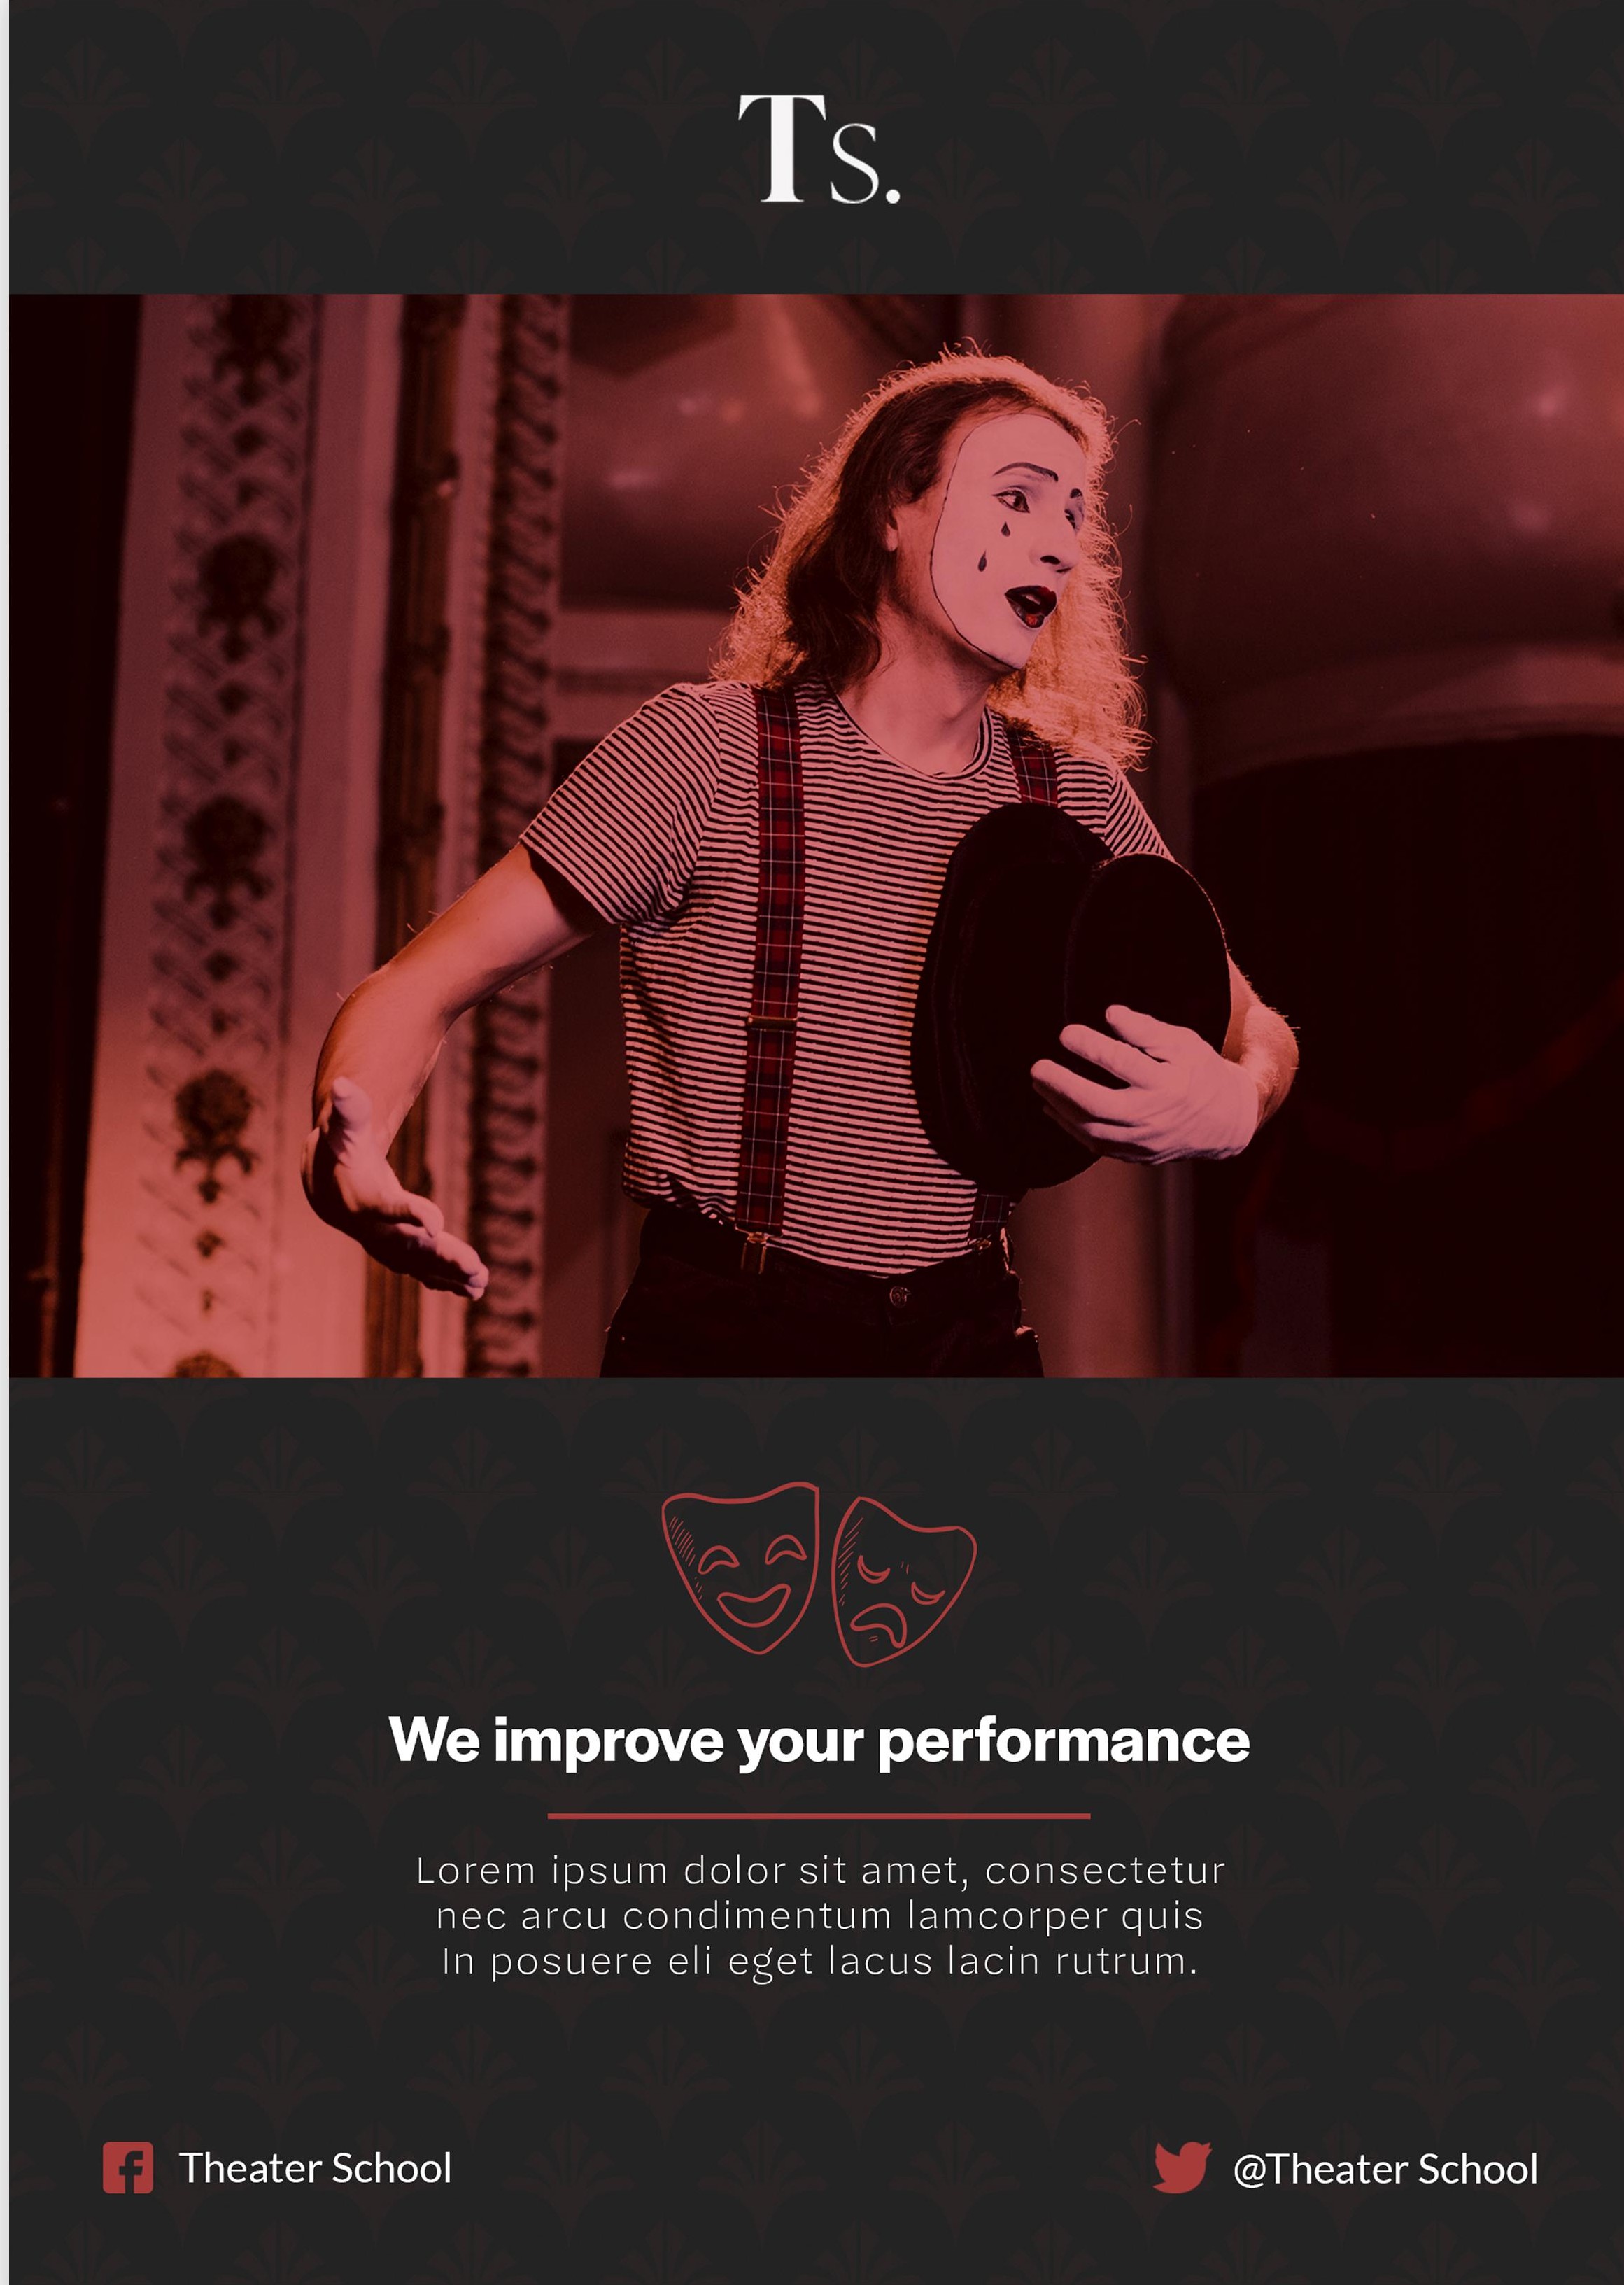 Ts.
We improve your performance
Lorem ipsum dolor sit amet, consectetur
nec arcu condimentum lamcorper quis
In posuere eli eget lacus lacin rutrum.
Theater School
@Theater School